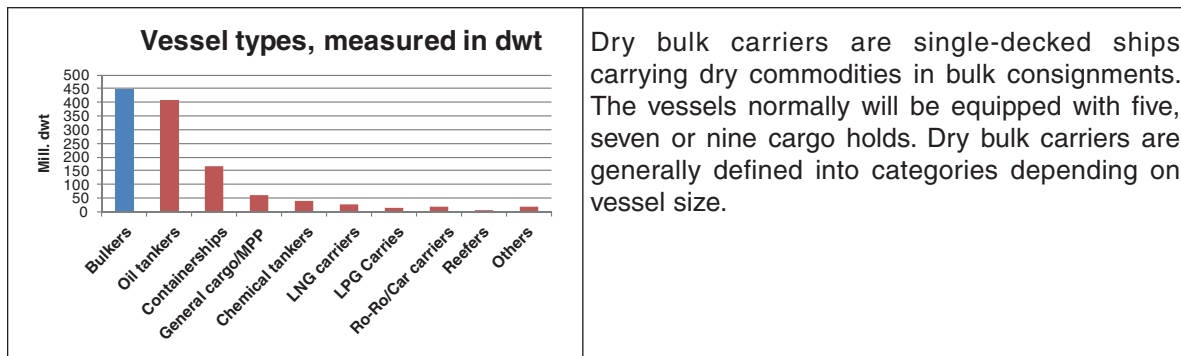 Vessel types, measured in dwt
Mill. dwt
500
450
400
350
300
250
200
150
100
50
0
Bulkers
Oil tankers
Containerships
General cargo/MPP
Chemical tankers
LNG carriers
LPG Carries
Ro-Ro/Car carriers
Reefers
Others
Dry bulk carriers are single-decked ships
carrying dry commodities in bulk consignments.
The vessels normally will be equipped with five,
seven or nine cargo holds. Dry bulk carriers are
generally defined into categories depending on
vessel size.